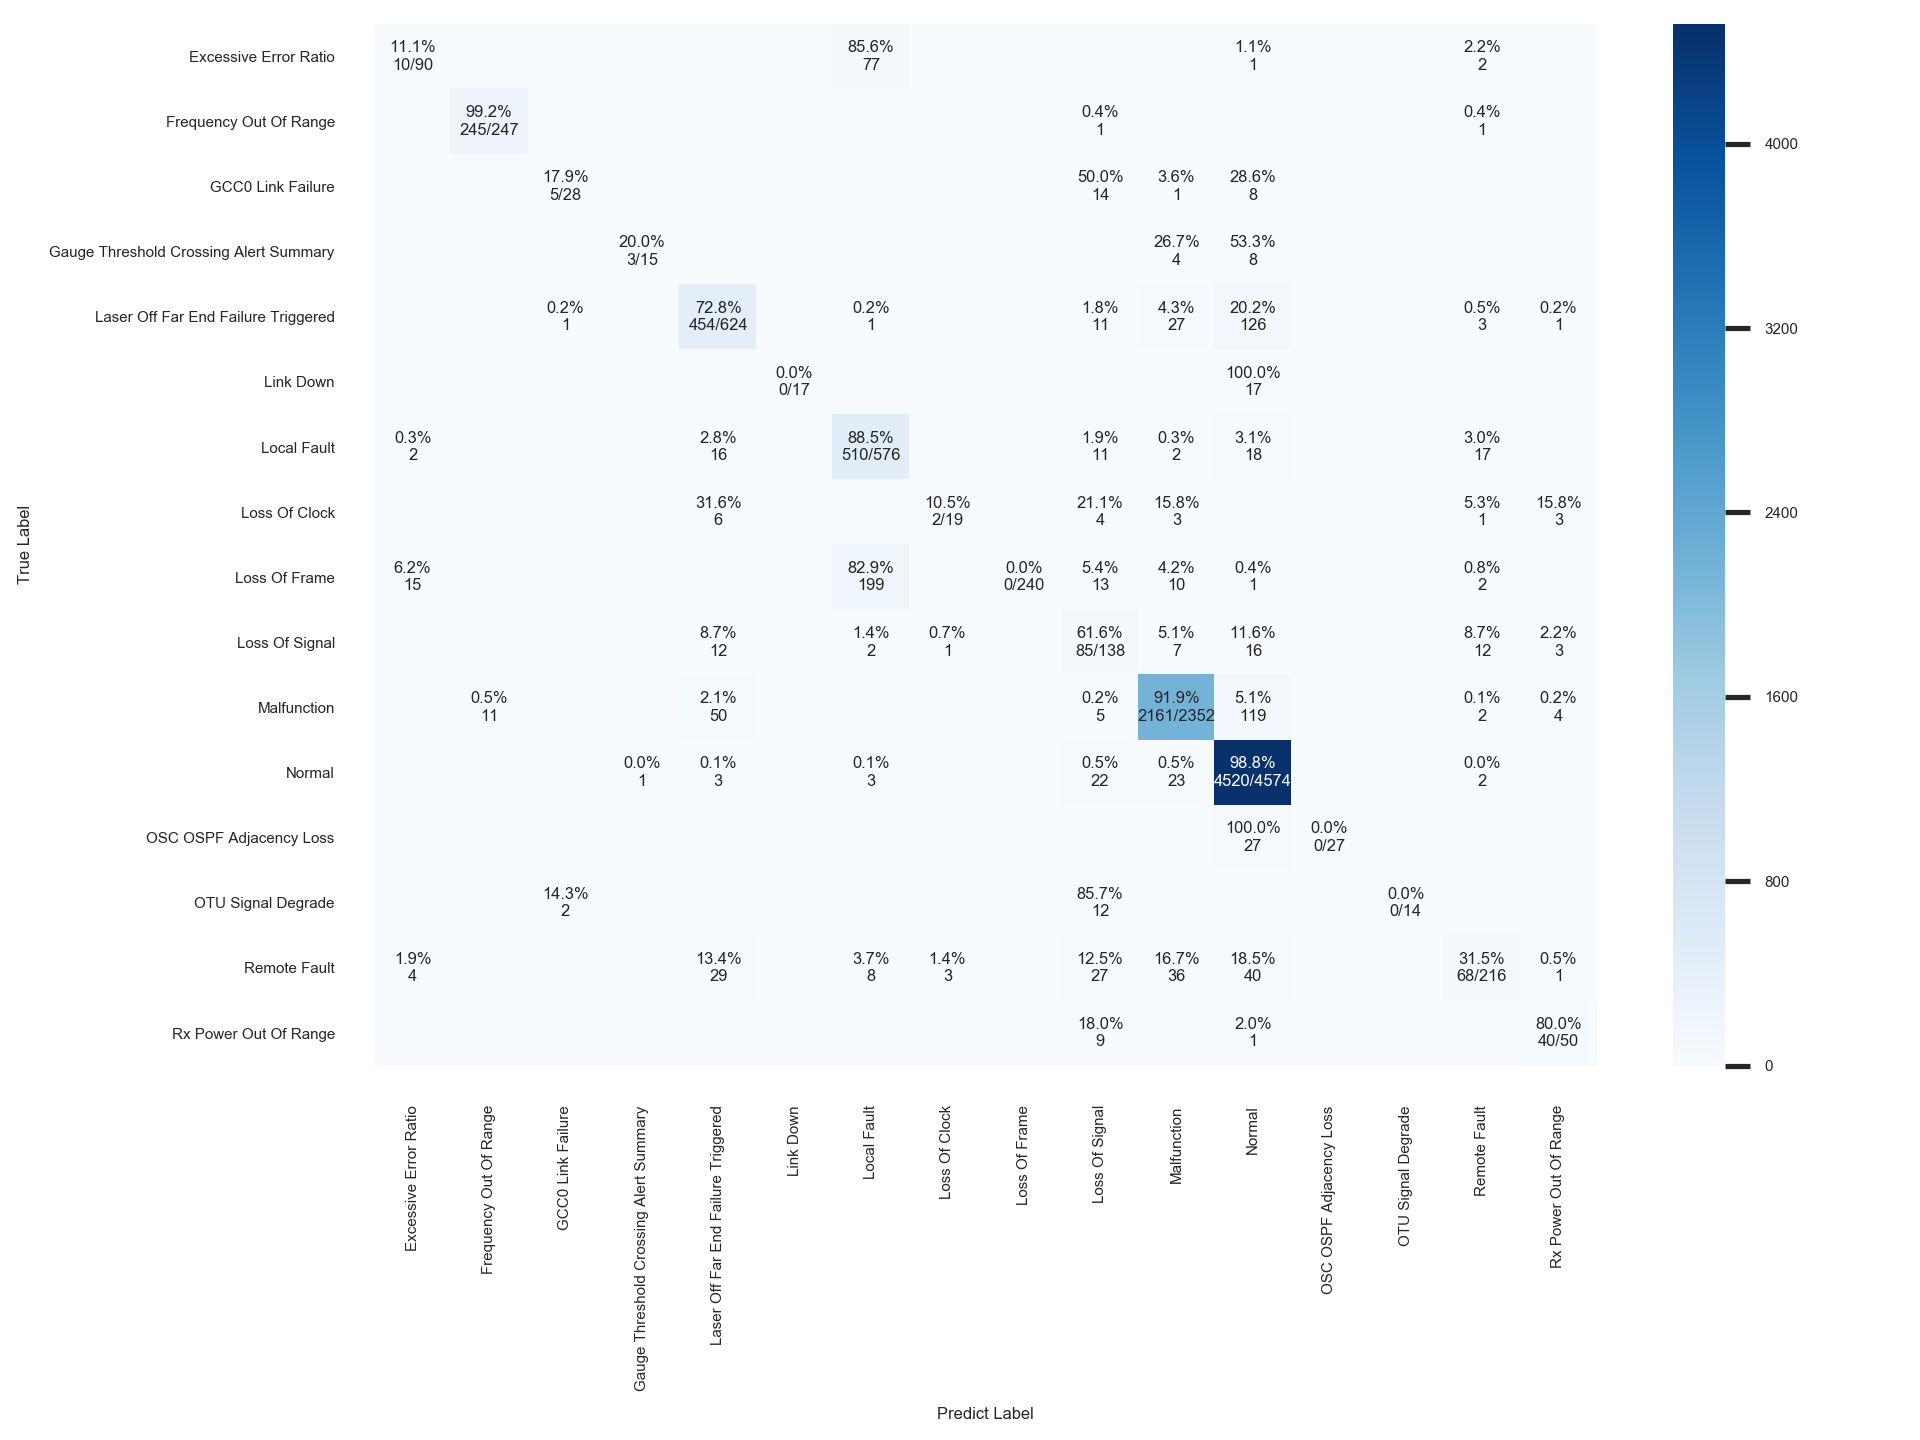 Excessive Error Ratio
11.1% 85.6% 1.1% 2.2%
10/90 77 1 2
Frequency Out Of Range
99.2% 0.4% 0.4%
245/247 1 1
GCC0 Link Failure
17.9% 50.0% 3.6% 28.6%
5/28 14 1 8
Gauge Threshold Crossing Alert Summary
20.0% 26.7% 53.3%
3/15 4 8
Laser Off Far End Failure Triggered
0.2% 72.8% 0.2% 1.8% 4.3% 20.2% 0.5% 0.2%
1 454/624 1 11 27 126 3 1
Link Down
0.0% 100.0%
0/17 17
Local Fault
0.3% 2.8% 88.5% 1.9% 0.3% 3.1% 3.0%
2 16 510/576 11 2 18 17
Loss Of Clock
31.6% 10.5% 21.1% 15.8% 5.3% 15.8%
6 2/19 4 3 1 3
Loss Of Frame
6.2% 82.9% 0.0% 5.4% 4.2% 0.4% 0.8%
15 199 0/240 13 10 1 2
Loss Of Signal
8.7% 1.4% 0.7% 61.6% 5.1% 11.6% 8.7% 2.2%
12 2 1 85/138 7 16 12 3
Malfunction
0.5% 2.1% 0.2% 91.9% 5.1% 0.1% 0.2%
11 50 5 2161/2352 119 2 4
Normal
0.0% 0.1% 0.1% 0.5% 0.5% 98.8% 0.0%
1 3 3 22 23 4520/4574 2
OSC OSPF Adjacency Loss
100.0% 0.0%
27 0/27
OTU Signal Degrade
14.3% 85.7% 0.0%
2 12 0/14
Remote Fault
1.9% 13.4% 3.7% 1.4% 12.5% 16.7% 18.5% 31.5% 0.5%
4 29 8 3 27 36 40 68/216 1
Rx Power Out Of Range
18.0% 2.0% 80.0%
9 1 40/50
True Label
Excessive Error Ratio
Frequency Out Of Range
GCC0 Link Failure
Gauge Threshold Crossing Alert Summary
Laser Off Far End Failure Triggered
Link Down
Local Fault
Loss Of Clock
Loss Of Frame
Loss Of Signal
Malfunction
Normal
OSC OSPF Adjacency Loss
OTU Signal Degrade
Remote Fault
Rx Power Out Of Range
Predict Label
4000
3200
2400
1600
800
0